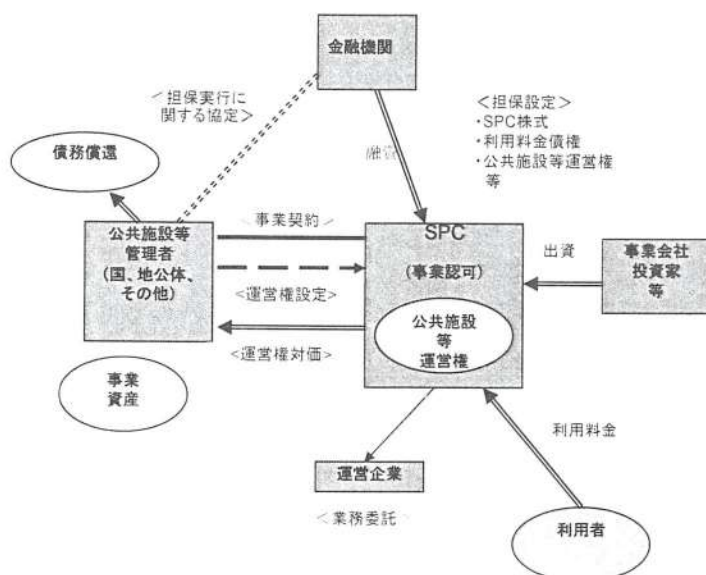 金融機関
＜担保実行に
関する協定＞
＜担保設定＞
・SPC株式
・利用料金債権
・公共施設等運営権
等
債務償還
融資
公共施設等
管理者
(国、地公体、
その他)
＜事業契約＞
SPC
(事業認可)
出資
事業会社
投資家
等
<運営権設定>
公共施設
等
運営権
<運営権対価>
事業
資産
利用料金
運営企業
＜業務委託＞
利用者